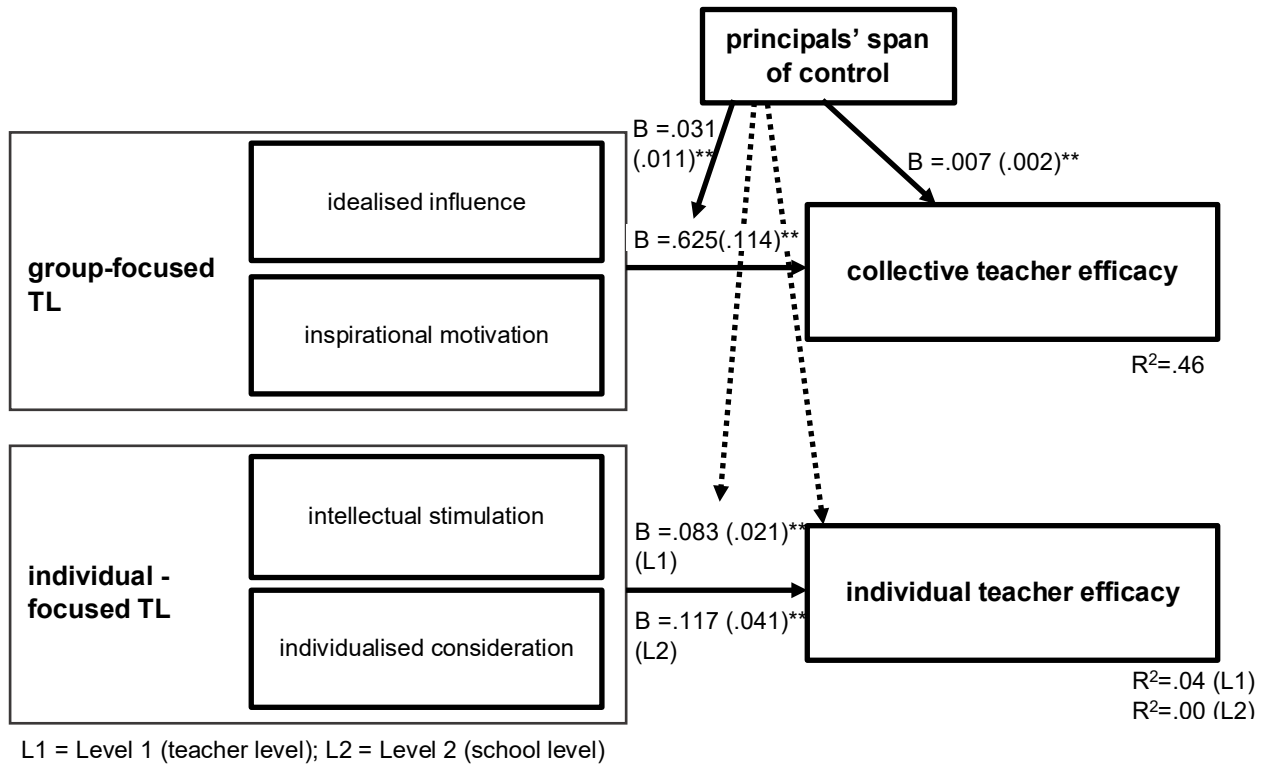 principals’ span
of control
B =.031
(.011)**
B =.007 (.002)**
idealised influence
B =.625(.114)**
group-focused
TL
collective teacher efficacy
inspirational motivation
R²=.46
intellectual stimulation
B =.083 (.021)**
(L1)
individual -
focused TL
individual teacher efficacy
B =.117 (.041)**
(L2)
individualised consideration
R²=.04 (L1)
R²=.00 (L2)
L1 = Level 1 (teacher level); L2 = Level 2 (school level)